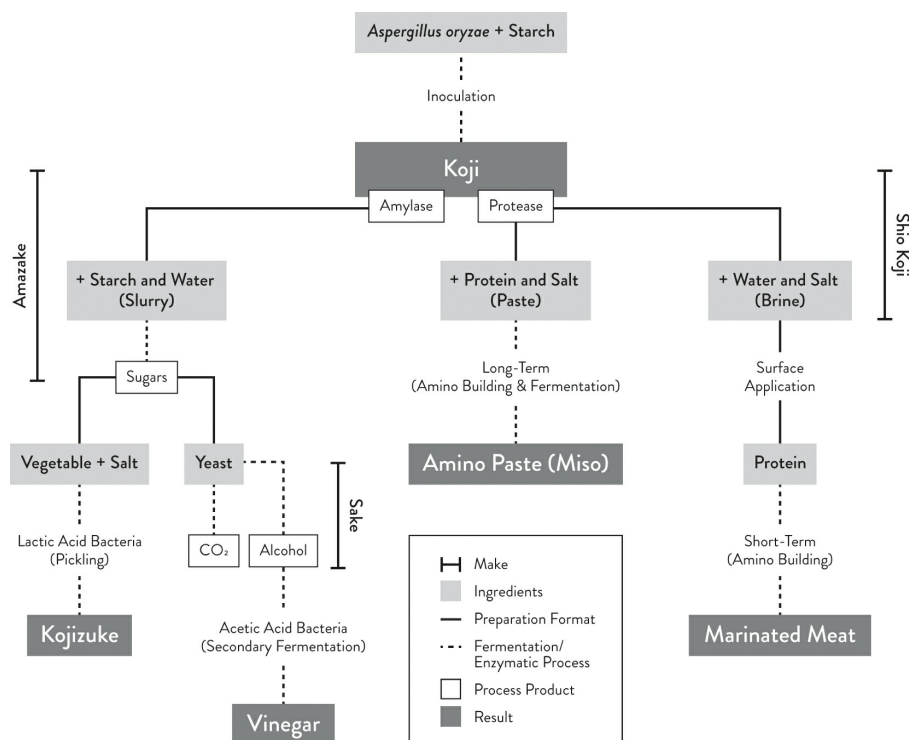 Aspergillus oryzae + Starch
Inoculation
Koji
Amylase
Protease
Amazake
Shio Koji
+ Starch and Water
(Slurry)
+ Protein and Salt
(Paste)
+ Water and Salt
(Brine)
Sugars
Long-Term
(Amino Building & Fermentation)
Surface
Application
Vegetable + Salt
Yeast
Amino Paste (Miso)
Protein
Sake
Lactic Acid Bacteria
(Pickling)
CO₂
Alcohol
Short-Term
(Amino Building)
Kojizuke
Acetic Acid Bacteria
(Secondary Fermentation)
Marinated Meat
Vinegar
Make
Ingredients
Preparation Format
Fermentation/
Enzymatic Process
Process Product
Result